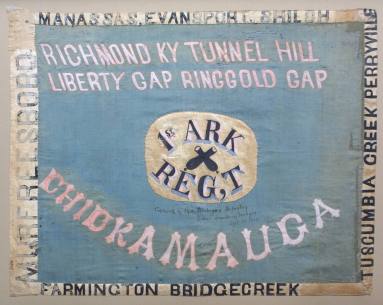 MANASSAS, EVANSPORT, SHILOH
PERRYVILLE
TUSCUMBIA CREEK
MURFREESBORO
RICHMOND KY TUNNEL HILL
LIBERTY GAP RINGGOLD GAP
1st ARK
REG'T
CHICKAMAUGA
FARMINGTON BRIDGECREEK